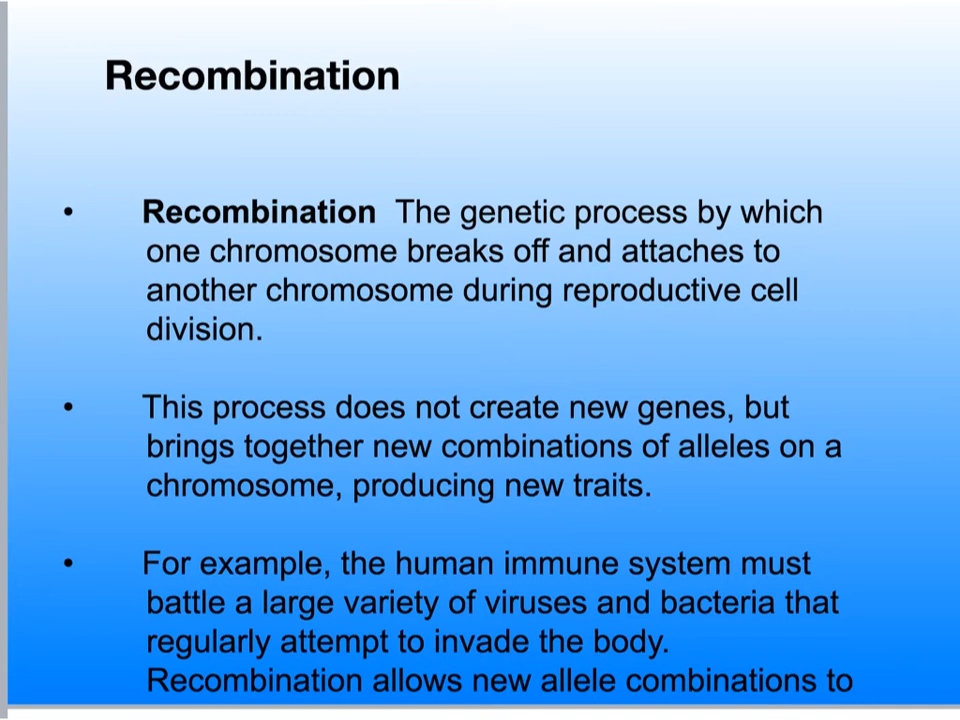 Recombination
• Recombination The genetic process by which
one chromosome breaks off and attaches to
another chromosome during reproductive cell
division.
• This process does not create new genes, but
brings together new combinations of alleles on a
chromosome, producing new traits.
• For example, the human immune system must
battle a large variety of viruses and bacteria that
regularly attempt to invade the body.
Recombination allows new allele combinations to